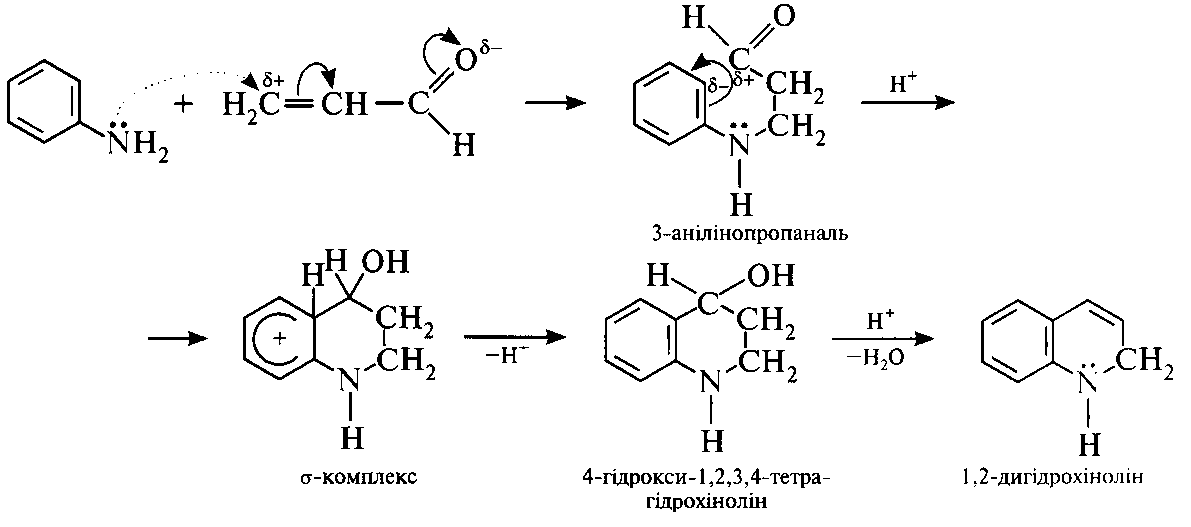 H O
δ+ O δ−
H₂C=CH−C
+
N̈H₂
H
C
δ− δ+
CH₂
CH₂
N̈
H
H⁺
3-анілінопропаналь
H H OH
+
CH₂
CH₂
N
H
−H⁺
H C OH
CH₂
CH₂
N
H
H⁺
−H₂O
N̈ CH₂
H
σ-комплекс
4-гідрокси-1,2,3,4-тетра-
гідрохінолін
1,2-дигідрохінолін